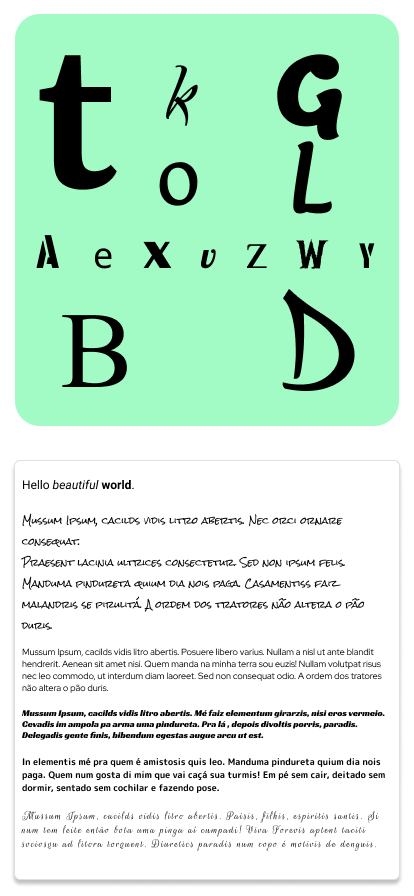 t k G
o L
A e X v Z W Y
B D
Hello beautiful world.
Mussum Ipsum, cacilds vidis litro abertis. Nec orci ornare
consequat.
Praesent lacinia ultrices consectetur. Sed non ipsum felis.
Manduma pindureta quium dia nois paga. Casamentiss faiz
malandris se pirulitá. A ordem dos tratores não altera o pão
duris.
Mussum Ipsum, cacilds vidis litro abertis. Posuere libero varius. Nullam a nisl ut ante blandit
hendrerit. Aenean sit amet nisi. Quem manda na minha terra sou euzis! Nullam volutpat risus
nec leo commodo, ut interdum diam laoreet. Sed non consequat odio. A ordem dos tratores
não altera o pão duris.
Mussum Ipsum, cacilds vidis litro abertis. Mé faiz elementum girarzis, nisi eros vermeio.
Cevadis im ampola pa arma uma pindureta. Pra lá , depois divoltis porris, paradis.
Delegadis gente finis, bibendum egestas augue arcu ut est.
In elementis mé pra quem é amistosis quis leo. Manduma pindureta quium dia nois
paga. Quem num gosta di mim que vai caçá sua turmis! Em pé sem cair, deitado sem
dormir, sentado sem cochilar e fazendo pose.
Mussum Ipsum, cacilds vidis litro abertis. Paisis, filhis, espiritis santis. Si
num tem leite então bota uma pinga aí cumpadi! Viva Forevis aptent taciti
sociosqu ad litora torquent. Diuretics paradis num copo é motivis de denguis.